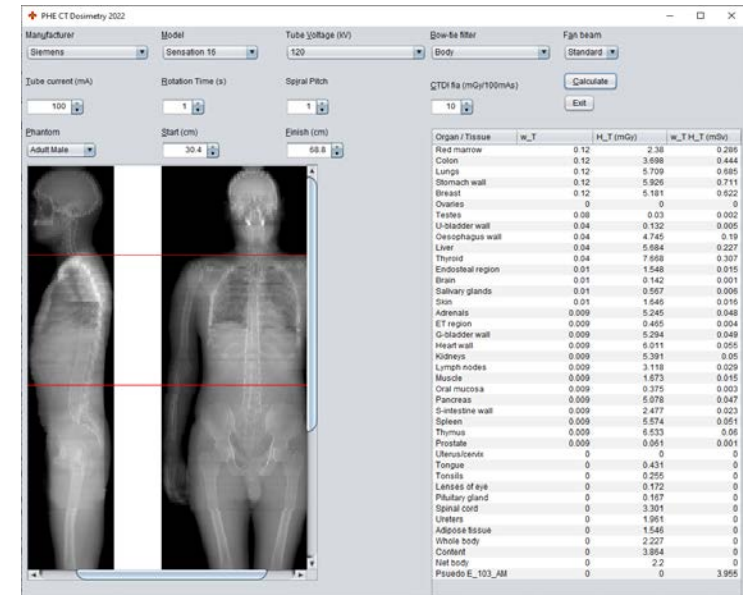 PHE CT Dosimetry 2022
Manufacturer Model Tube Voltage (kV) Bow-tie filter Fan beam
Siemens Sensation 16 120 Body Standard
Tube current (mA) Rotation Time (s) Spiral Pitch CTDI fia (mGy/100mAs) Calculate
100 1 1 10 Exit
Phantom Start (cm) Finish (cm)
Adult Male 30.4 68.8
Organ / Tissue w_T H_T (mGy) w_T H_T (mSv)
Red marrow 0.12 2.38 0.286
Colon 0.12 3.698 0.444
Lungs 0.12 5.709 0.685
Stomach wall 0.12 5.926 0.711
Breast 0.12 5.181 0.622
Ovaries 0 0 0
Testes 0.08 0.03 0.002
U-bladder wall 0.04 0.132 0.005
Oesophagus wall 0.04 4.745 0.19
Liver 0.04 5.684 0.227
Thyroid 0.04 7.668 0.307
Endosteal region 0.01 1.548 0.015
Brain 0.01 0.142 0.001
Salivary glands 0.01 0.567 0.006
Skin 0.01 1.646 0.016
Adrenals 0.009 5.245 0.048
ET region 0.009 0.465 0.004
G-bladder wall 0.009 5.294 0.049
Heart wall 0.009 6.011 0.055
Kidneys 0.009 5.391 0.05
Lymph nodes 0.009 3.118 0.029
Muscle 0.009 1.673 0.015
Oral mucosa 0.009 0.375 0.003
Pancreas 0.009 5.078 0.047
S-intestine wall 0.009 2.477 0.023
Spleen 0.009 5.574 0.051
Thymus 0.009 6.533 0.06
Prostate 0.009 0.061 0.001
Uterus/cervix 0 0 0
Tongue 0 0.431 0
Tonsils 0 0.255 0
Lenses of eye 0 0.172 0
Pituitary gland 0 0.167 0
Spinal cord 0 3.301 0
Ureters 0 1.961 0
Adipose tissue 0 1.546 0
Whole body 0 2.227 0
Content 0 3.864 0
Net body 0 2.2 0
Psuedo E_103_AM 0 0 3.955